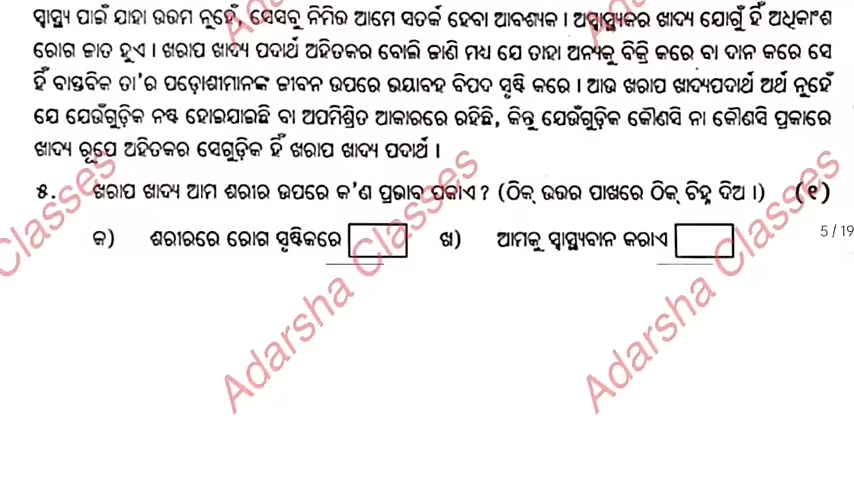 ସ୍ୱାସ୍ଥ୍ୟ ପାଇଁ ଯାହା ଉତ୍ତମ ନୁହେଁ, ସେସବୁ ନିମିତ୍ତ ଆମେ ସତର୍କ ହେବା ଆବଶ୍ୟକ । ଅସ୍ୱାସ୍ଥ୍ୟକର ଖାଦ୍ୟ ଯୋଗୁଁ ହିଁ ଅଧିକାଂଶ
ରୋଗ ଜାତ ହୁଏ । ଖରାପ ଖାଦ୍ୟ ପଦାର୍ଥ ଅହିତକର ବୋଲି ଜାଣି ମଧ୍ୟ ଯେ ତାହା ଅନ୍ୟକୁ ବିକ୍ରି କରେ ବା ଦାନ କରେ ସେ
ହିଁ ବାସ୍ତବିକ ତା'ର ପଡ଼ୋଶୀମାନଙ୍କ ଜୀବନ ଉପରେ ଭୟାବହ ବିପଦ ସୃଷ୍ଟି କରେ । ଆଉ ଖରାପ ଖାଦ୍ୟପଦାର୍ଥ ଅର୍ଥ ନୁହେଁ
ଯେ ଯେଉଁଗୁଡ଼ିକ ନଷ୍ଟ ହୋଇଯାଇଛି ବା ଅପମିଶ୍ରିତ ଆକାରରେ ରହିଛି, କିନ୍ତୁ ଯେଉଁଗୁଡ଼ିକ କୌଣସି ନା କୌଣସି ପ୍ରକାରେ
ଖାଦ୍ୟ ରୂପେ ଅହିତକର ସେଗୁଡ଼ିକ ହିଁ ଖରାପ ଖାଦ୍ୟ ପଦାର୍ଥ ।
୫. ଖରାପ ଖାଦ୍ୟ ଆମ ଶରୀର ଉପରେ କ'ଣ ପ୍ରଭାବ ପକାଏ ? (ଠିକ୍ ଉତ୍ତର ପାଖରେ ଠିକ୍ ଚିହ୍ନ ଦିଅ ।) (୧)
କ) ଶରୀରରେ ରୋଗ ସୃଷ୍ଟିକରେ ଖ) ଆମକୁ ସ୍ୱାସ୍ଥ୍ୟବାନ କରାଏ
5 / 19
Adarsha Classes
Adarsha Classes